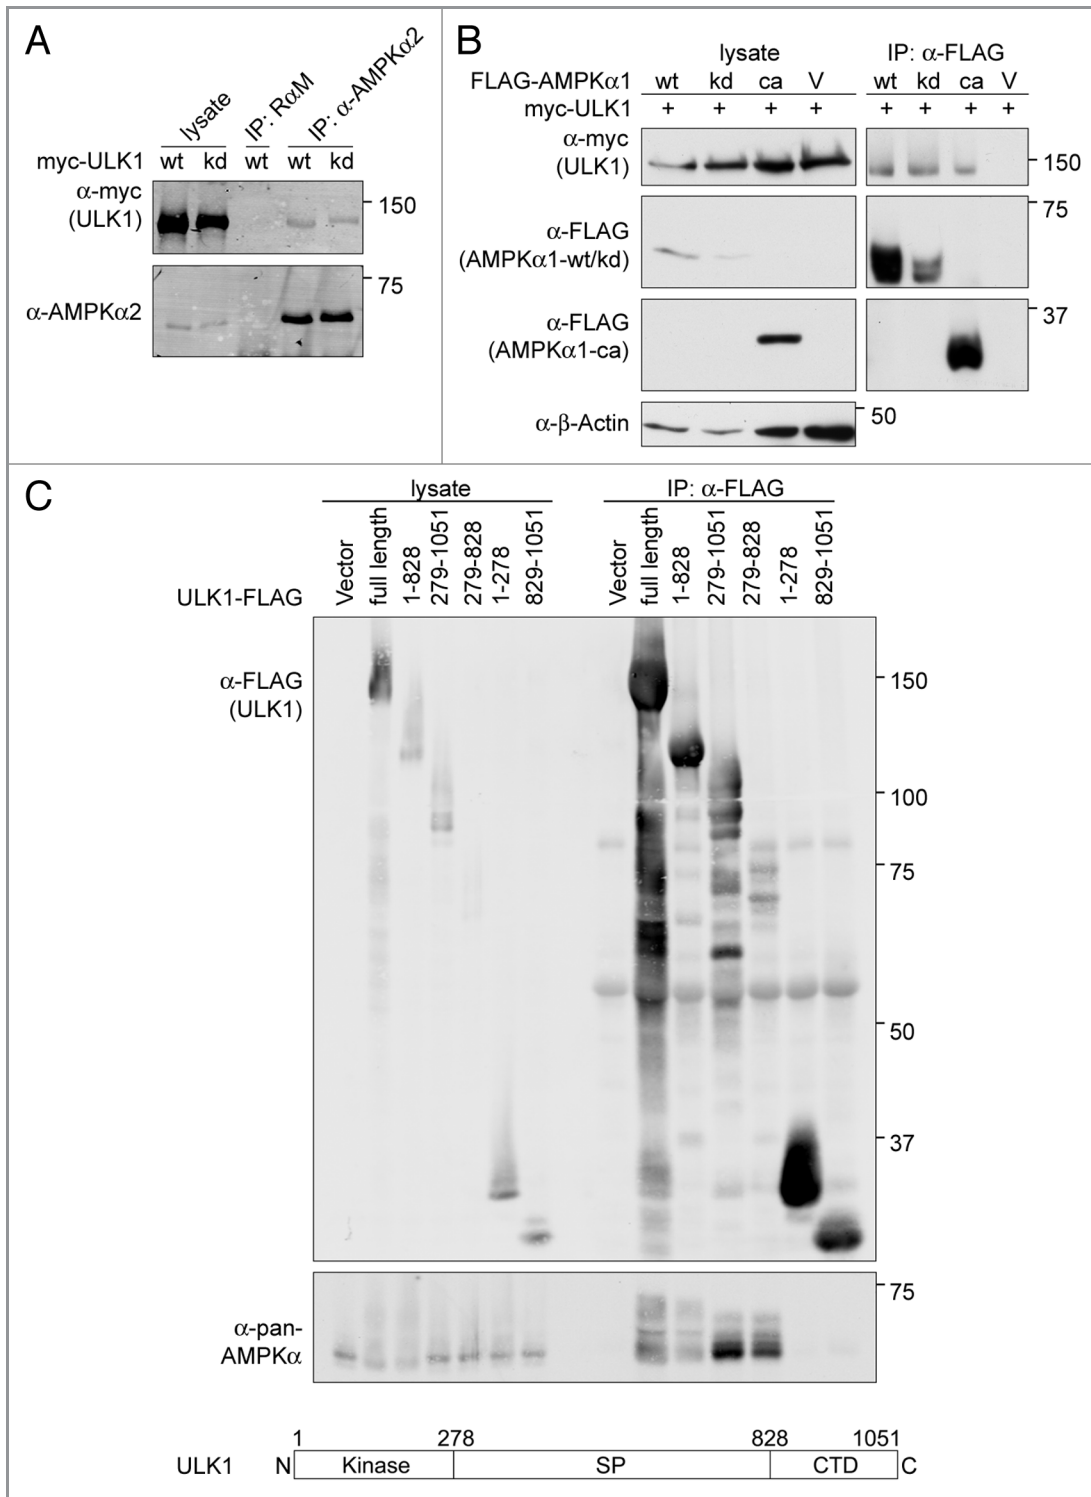 A
lysate
IP: RαM
IP: α-AMPKα2
myc-ULK1 wt kd wt wt kd
α-myc
(ULK1)
150
75
α-AMPKα2
B
lysate IP: α-FLAG
FLAG-AMPKα1 wt kd ca V wt kd ca V
myc-ULK1 + + + + + + + +
α-myc
(ULK1)
150
75
α-FLAG
(AMPKα1-wt/kd)
37
α-FLAG
(AMPKα1-ca)
50
α-β-Actin
C
lysate IP: α-FLAG
ULK1-FLAG Vector full length 1-828 279-1051 279-828 1-278 829-1051 Vector full length 1-828 279-1051 279-828 1-278 829-1051
α-FLAG
(ULK1)
150
100
75
50
37
75
α-pan-
AMPKα
1 278 828 1051
ULK1 N Kinase SP CTD C